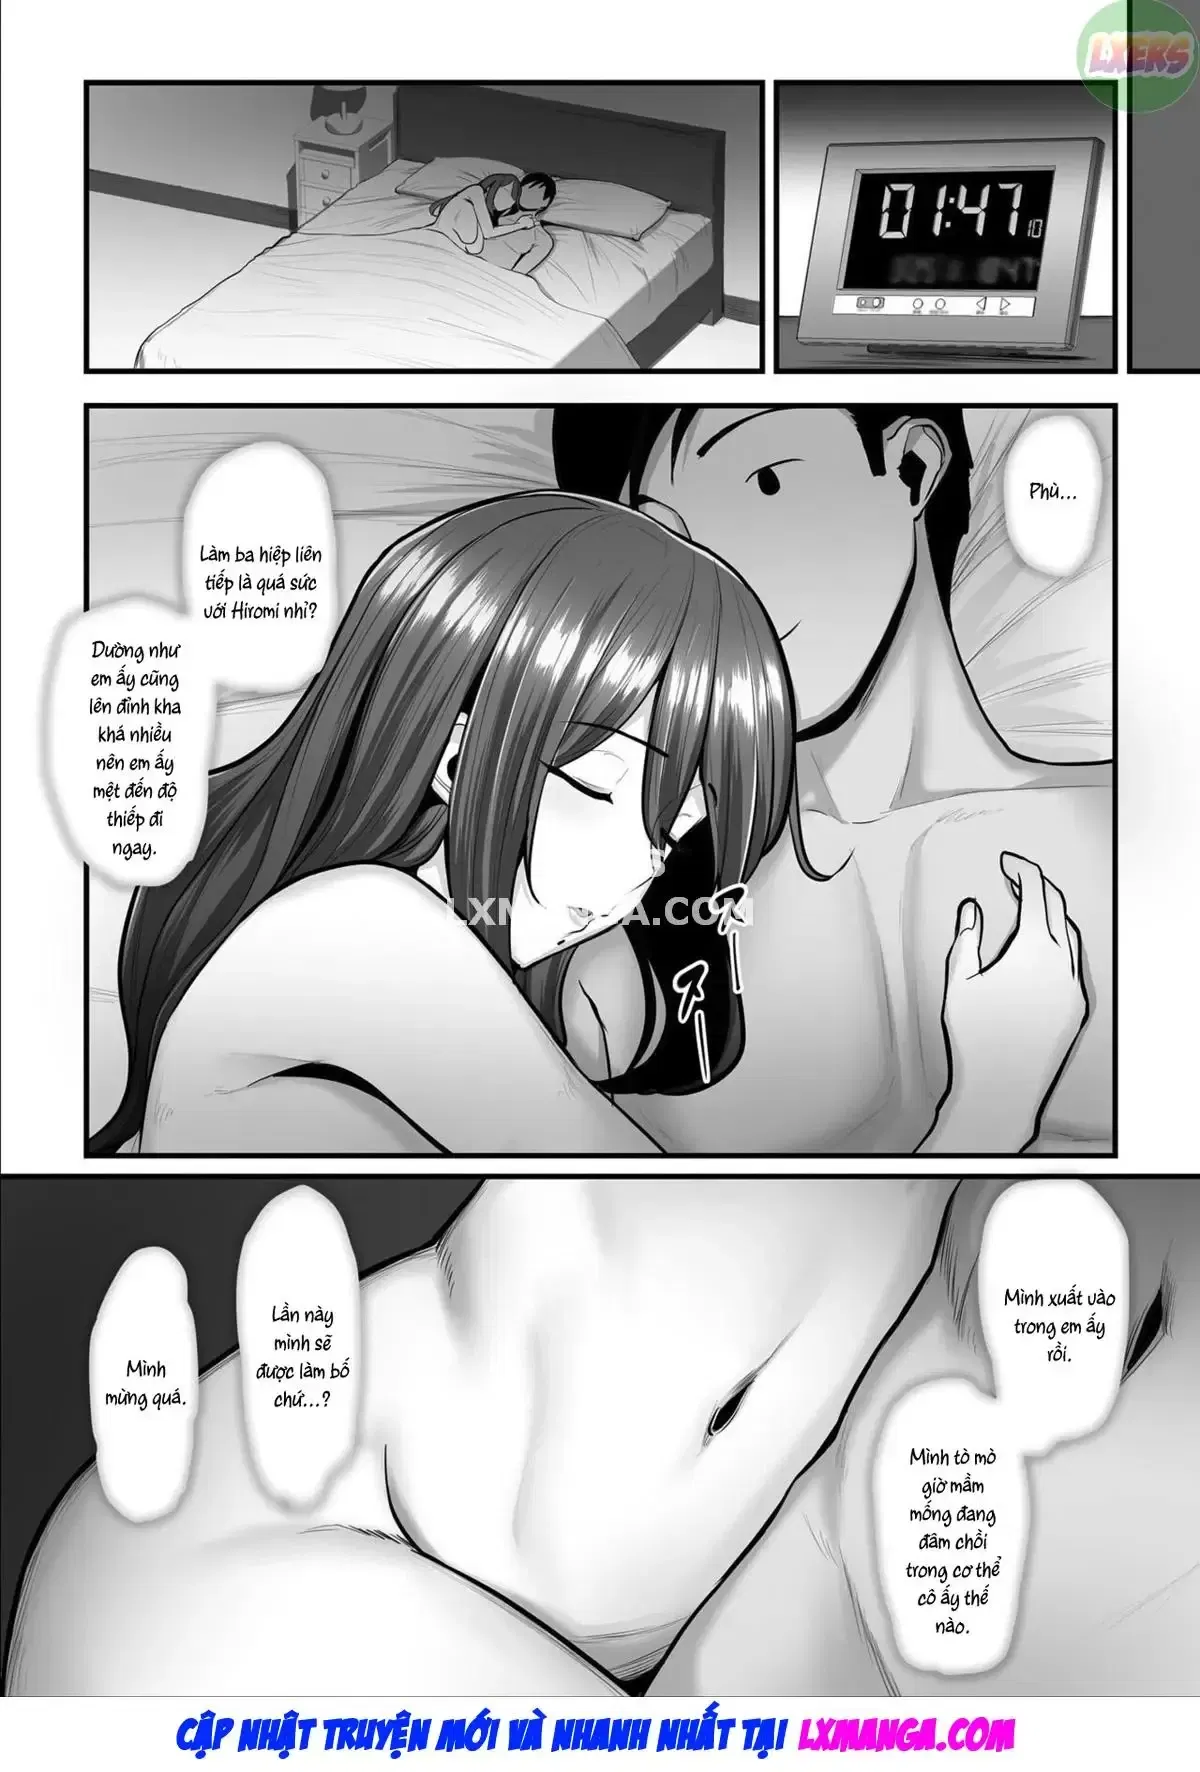 LXERS
01:47
10
Phù...
Làm ba hiệp liên
tiếp là quá sức
với Hiromi nhỉ?
Dường như
em ấy cũng
lên đỉnh kha
khá nhiều
nên em ấy
mệt đến độ
thiếp đi
ngay.
スー
スー
LXMANGA.COM
Mình xuất vào
trong em ấy
rồi.
Mình tò mò
giờ mầm
mống đang
đâm chồi
trong cơ thể
cô ấy thế
nào.
Lần này
mình sẽ
được làm bố
chứ...?
Mình
mừng quá.
CẬP NHẬT TRUYỆN MỚI VÀ NHANH NHẤT TẠI LXMANGA.COM